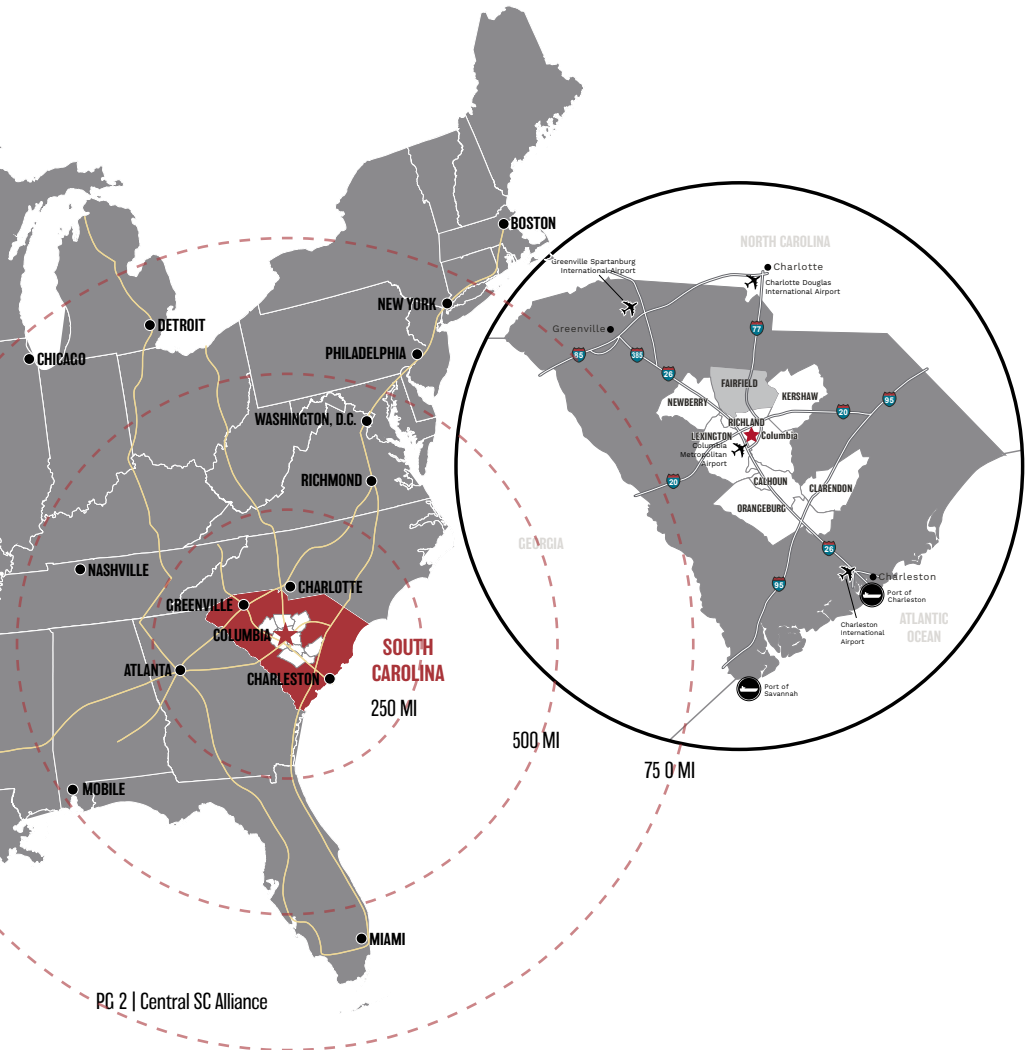 BOSTON
NEW YORK
DETROIT
PHILADELPHIA
CHICAGO
WASHINGTON, D.C.
RICHMOND
NASHVILLE
CHARLOTTE
GREENVILLE
COLUMBIA
SOUTH
CAROLINA
ATLANTA
CHARLESTON
250 MI
500 MI
75 0 MI
MOBILE
MIAMI
GEORGIA
NORTH CAROLINA
Greenville Spartanburg
International Airport
Charlotte
Charlotte Douglas
International Airport
Greenville
77
85
385
26
FAIRFIELD
KERSHAW
NEWBERRY
95
20
RICHLAND
LEXINGTON
Columbia
Columbia
Metropolitan
Airport
20
CALHOUN
CLARENDON
ORANGEBURG
26
95
Charleston
Port of
Charleston
ATLANTIC
OCEAN
Charleston
International
Airport
Port of
Savannah
PG 2 | Central SC Alliance